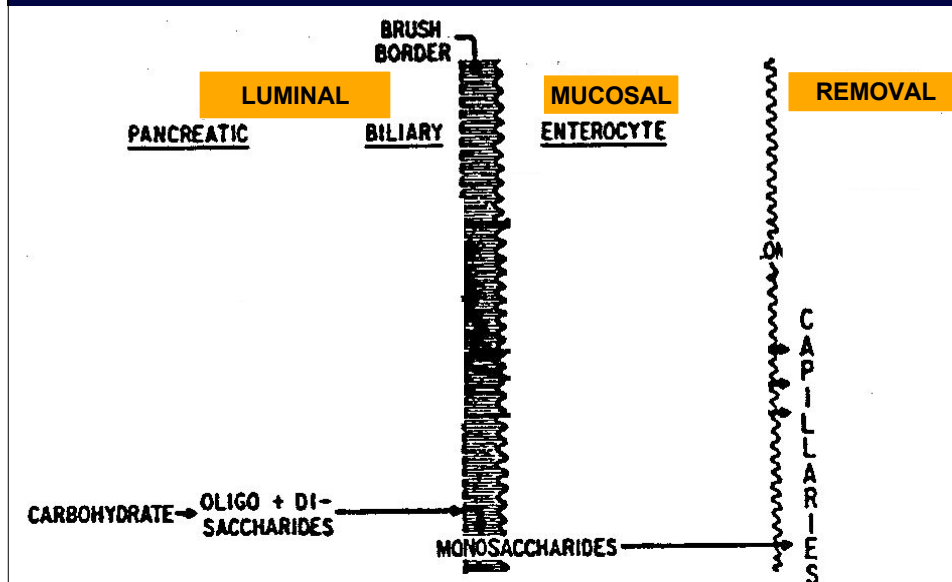 BRUSH
BORDER
LUMINAL
MUCOSAL
REMOVAL
PANCREATIC
BILIARY
ENTEROCYTE
CAPILLARIES
CARBOHYDRATE
OLIGO + DI-
SACCHARIDES
MONOSACCHARIDES